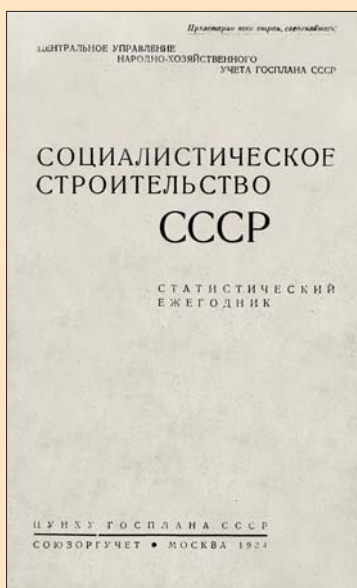 Пролетарии всех стран, соединяйтесь!
ЦЕНТРАЛЬНОЕ УПРАВЛЕНИЕ
НАРОДНО-ХОЗЯЙСТВЕННОГО
УЧЕТА ГОСПЛАНА СССР
СОЦИАЛИСТИЧЕСКОЕ
СТРОИТЕЛЬСТВО
СССР
СТАТИСТИЧЕСКИЙ
ЕЖЕГОДНИК
ЦУНХУ ГОСПЛАНА СССР
СОЮЗОРГУЧЕТ • МОСКВА 1934